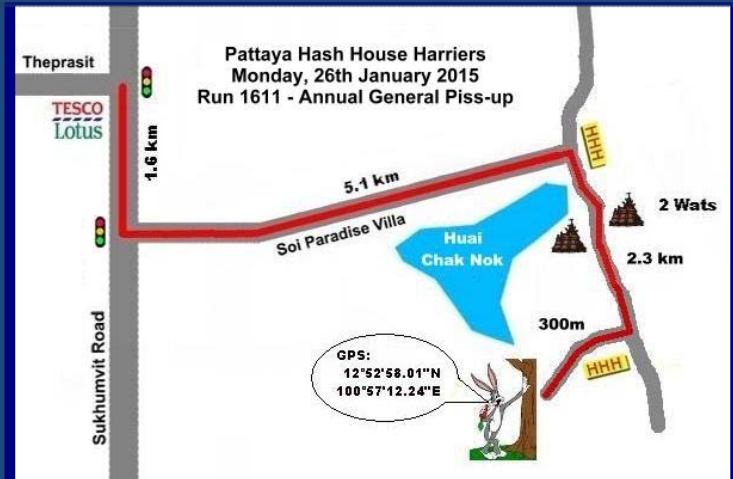 Pattaya Hash House Harriers
Monday, 26th January 2015
Run 1611 - Annual General Piss-up
Theprasit
TESCO
Lotus
1.6 km
5.1 km
Soi Paradise Villa
HHH
2 Wats
Huai
Chak Nok
2.3 km
300m
HHH
GPS:
12°52'58.01"N
100°57'12.24"E
Sukhumvit Road